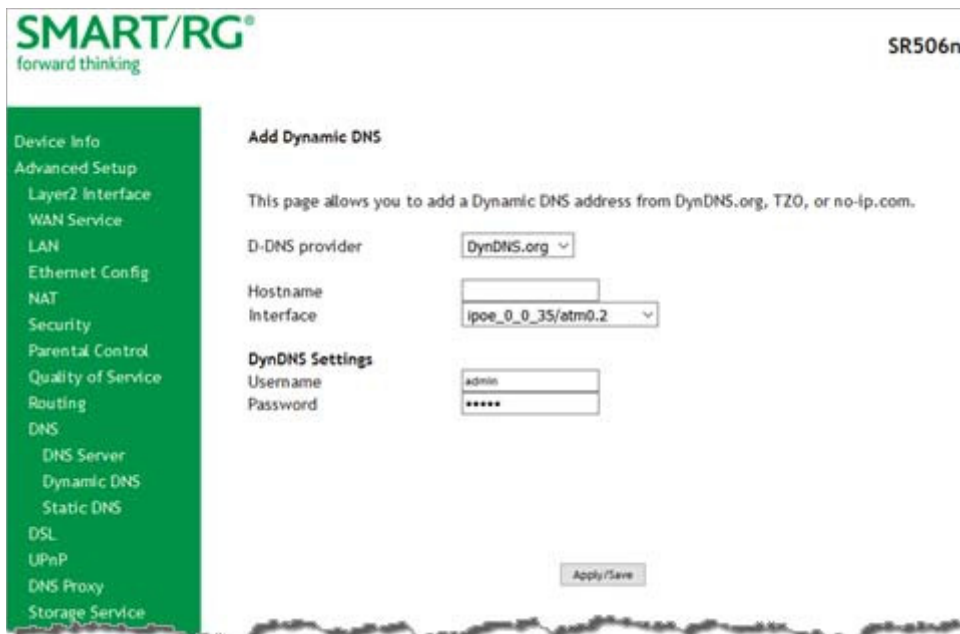 SMART/RG®
forward thinking
SR506n
Device Info
Advanced Setup
Layer2 Interface
WAN Service
LAN
Ethernet Config
NAT
Security
Parental Control
Quality of Service
Routing
DNS
DNS Server
Dynamic DNS
Static DNS
DSL
UPnP
DNS Proxy
Storage Service
Add Dynamic DNS
This page allows you to add a Dynamic DNS address from DynDNS.org, TZO, or no-ip.com.
D-DNS provider DynDNS.org
Hostname
Interface ipoe_0_0_35/atm0.2
DynDNS Settings
Username admin
Password •••••
Apply/Save